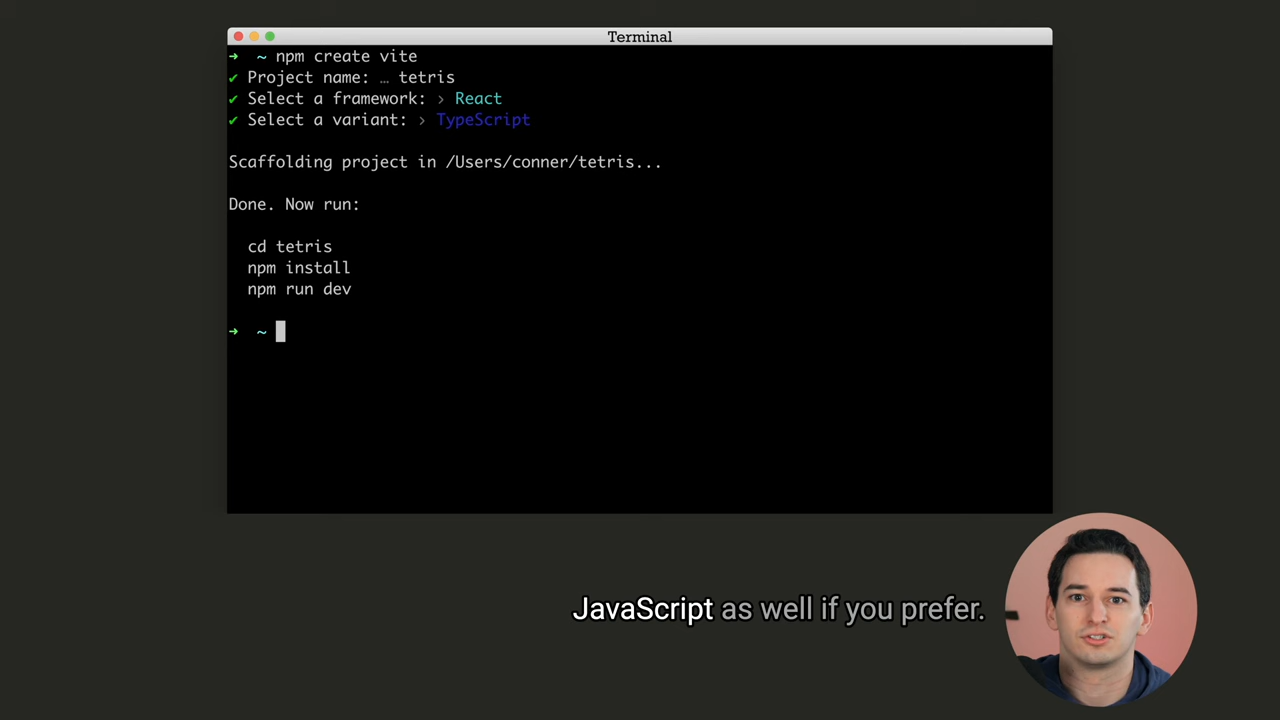 Terminal
➜ ~ npm create vite
✔ Project name: … tetris
✔ Select a framework: › React
✔ Select a variant: › TypeScript
Scaffolding project in /Users/conner/tetris...
Done. Now run:
cd tetris
npm install
npm run dev
➜ ~
JavaScript as well if you prefer.